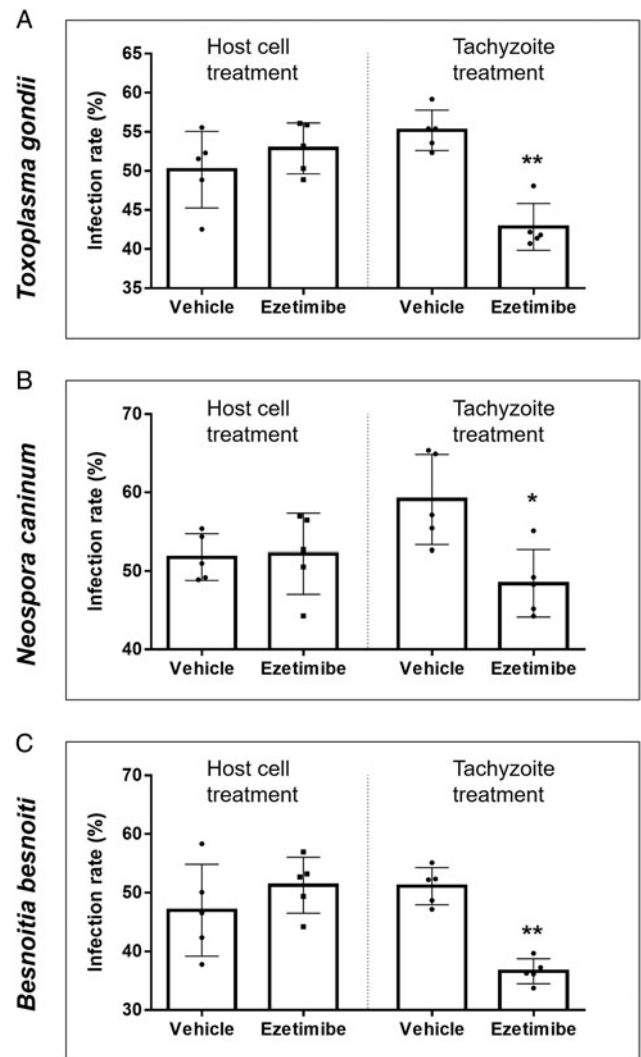 A
Toxoplasma gondii
Infection rate (%)
Host cell
treatment
Tachyzoite
treatment
65
60
55
50
45
40
35
**
Vehicle
Ezetimibe
Vehicle
Ezetimibe
B
Neospora caninum
Infection rate (%)
Host cell
treatment
Tachyzoite
treatment
70
60
50
40
*
Vehicle
Ezetimibe
Vehicle
Ezetimibe
C
Besnoitia besnoiti
Infection rate (%)
Host cell
treatment
Tachyzoite
treatment
70
60
50
40
30
**
Vehicle
Ezetimibe
Vehicle
Ezetimibe